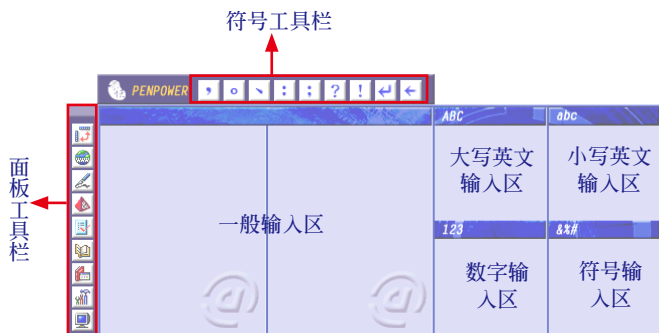 符号工具栏
PENPOWER , 。 、 : ; ? ! ↵ ←
ABC
abc
面板工具栏
大写英文
输入区
小写英文
输入区
一般输入区
123
&%#
数字输
入区
符号输
入区
@ @